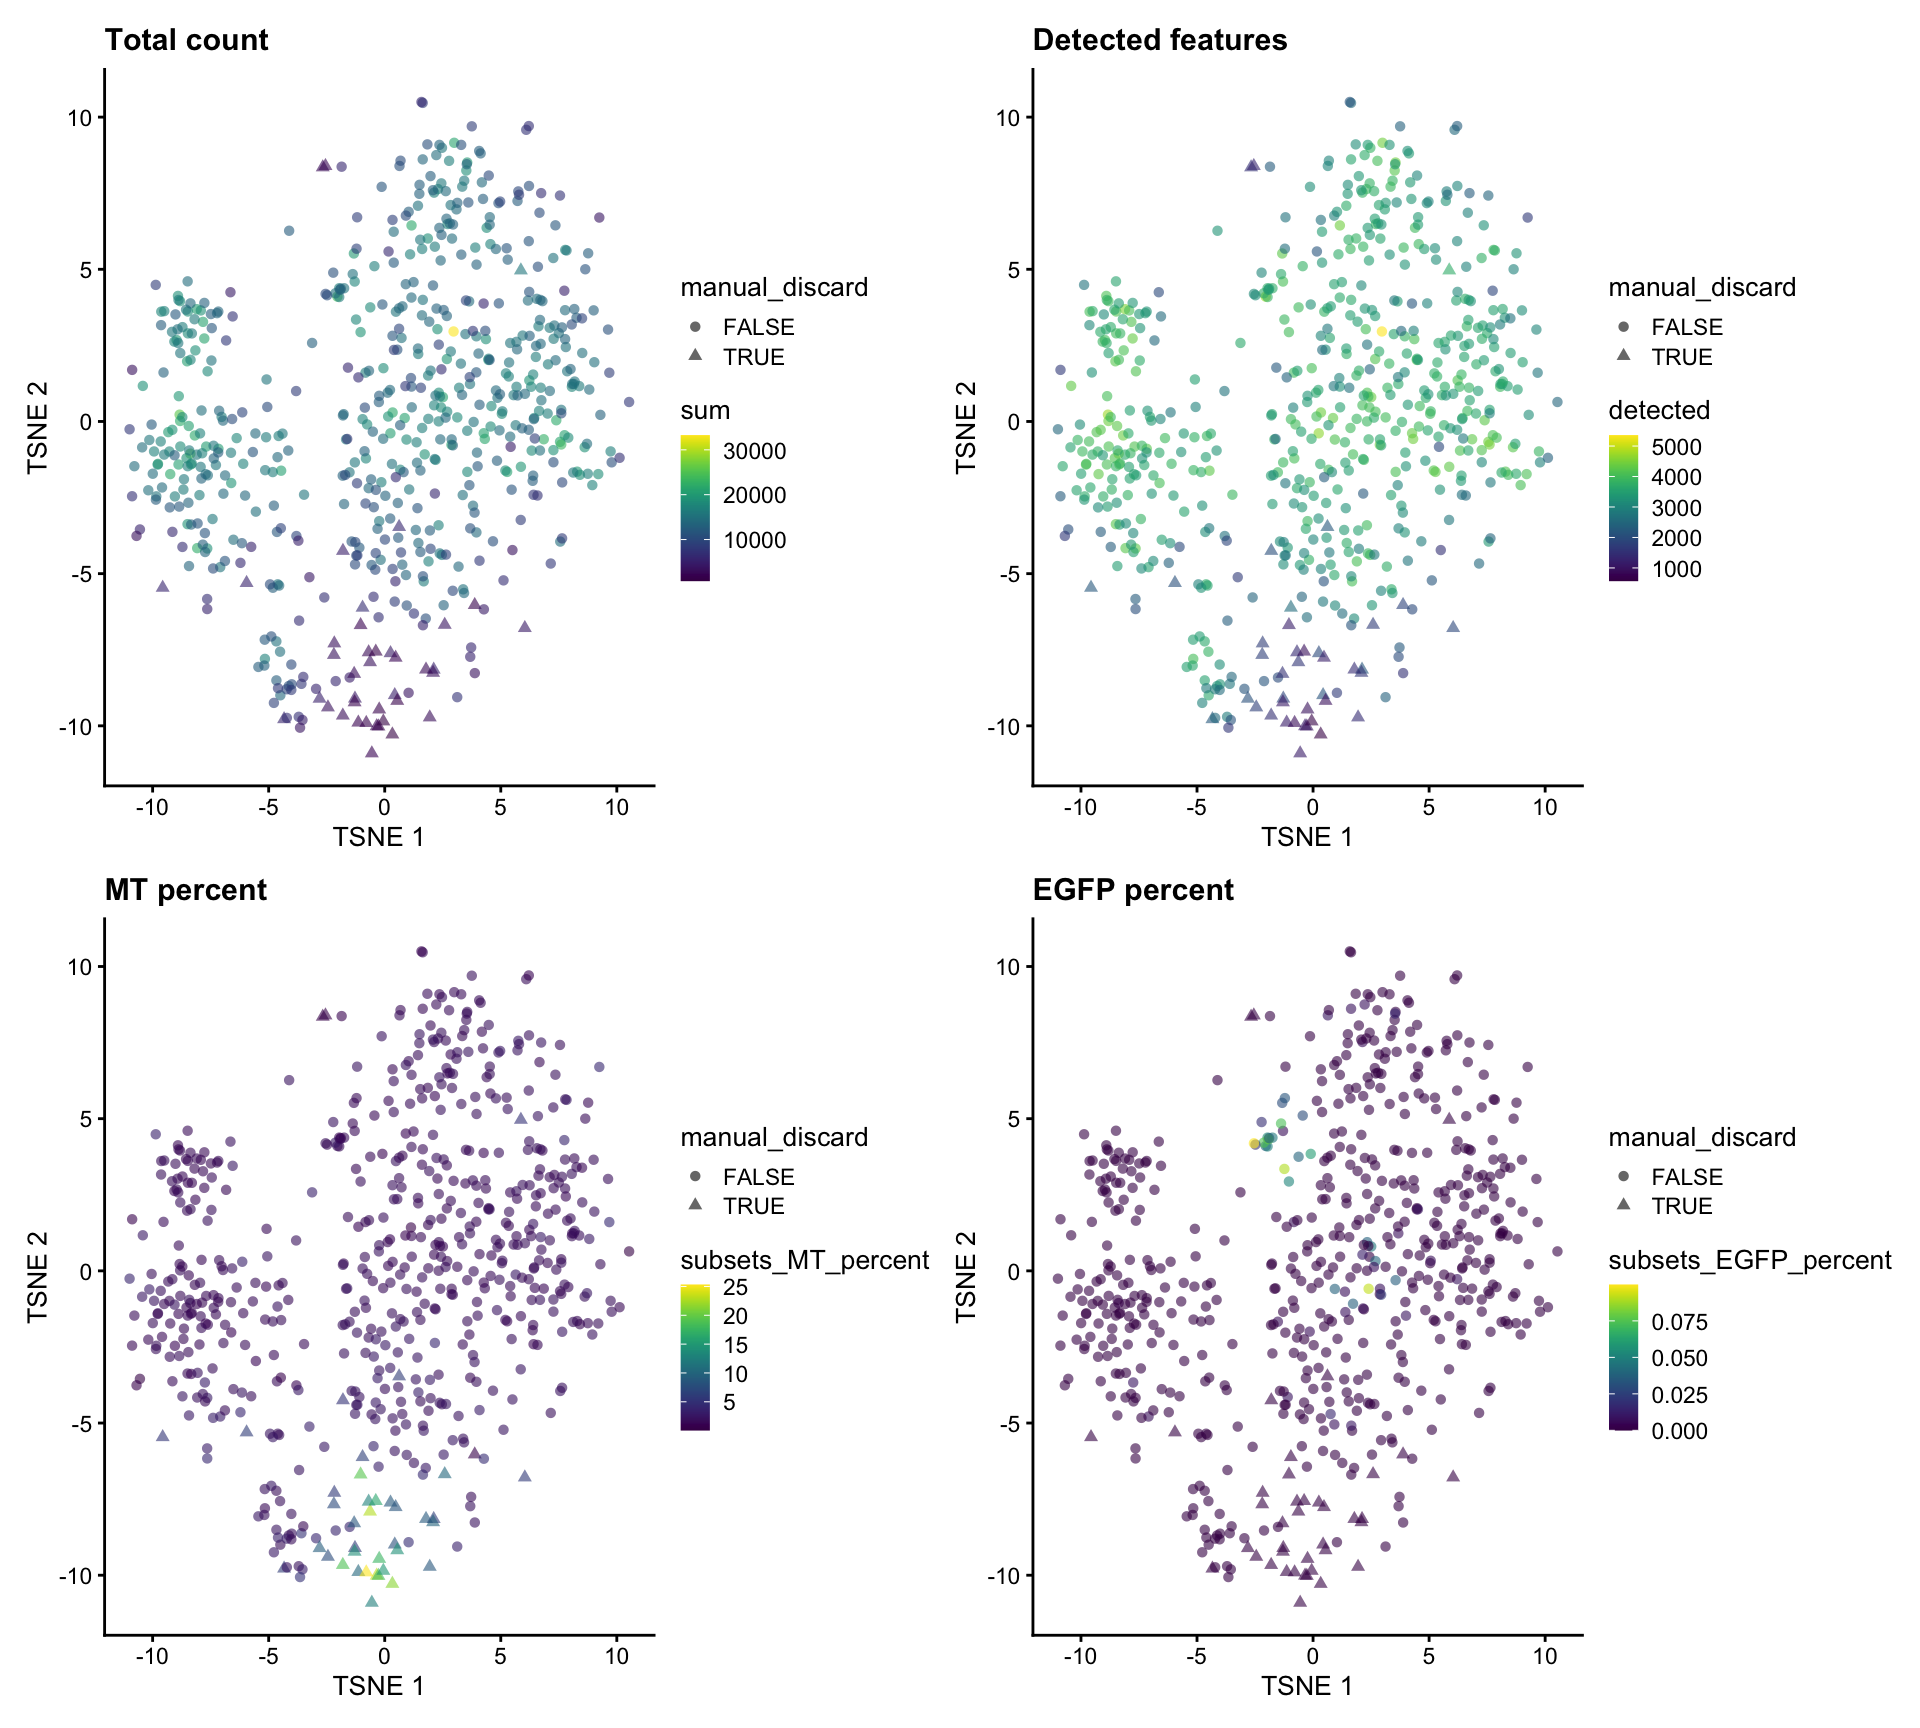 Total count
10
5
0
-5
-10
TSNE 2
-10
-5
0
5
10
TSNE 1
manual_discard
FALSE
TRUE
sum
30000
20000
10000
Detected features
10
5
0
-5
-10
TSNE 2
-10
-5
0
5
10
TSNE 1
manual_discard
FALSE
TRUE
detected
5000
4000
3000
2000
1000
MT percent
10
5
0
-5
-10
TSNE 2
-10
-5
0
5
10
TSNE 1
manual_discard
FALSE
TRUE
subsets_MT_percent
25
20
15
10
5
EGFP percent
10
5
0
-5
-10
TSNE 2
-10
-5
0
5
10
TSNE 1
manual_discard
FALSE
TRUE
subsets_EGFP_percent
0.075
0.050
0.025
0.000